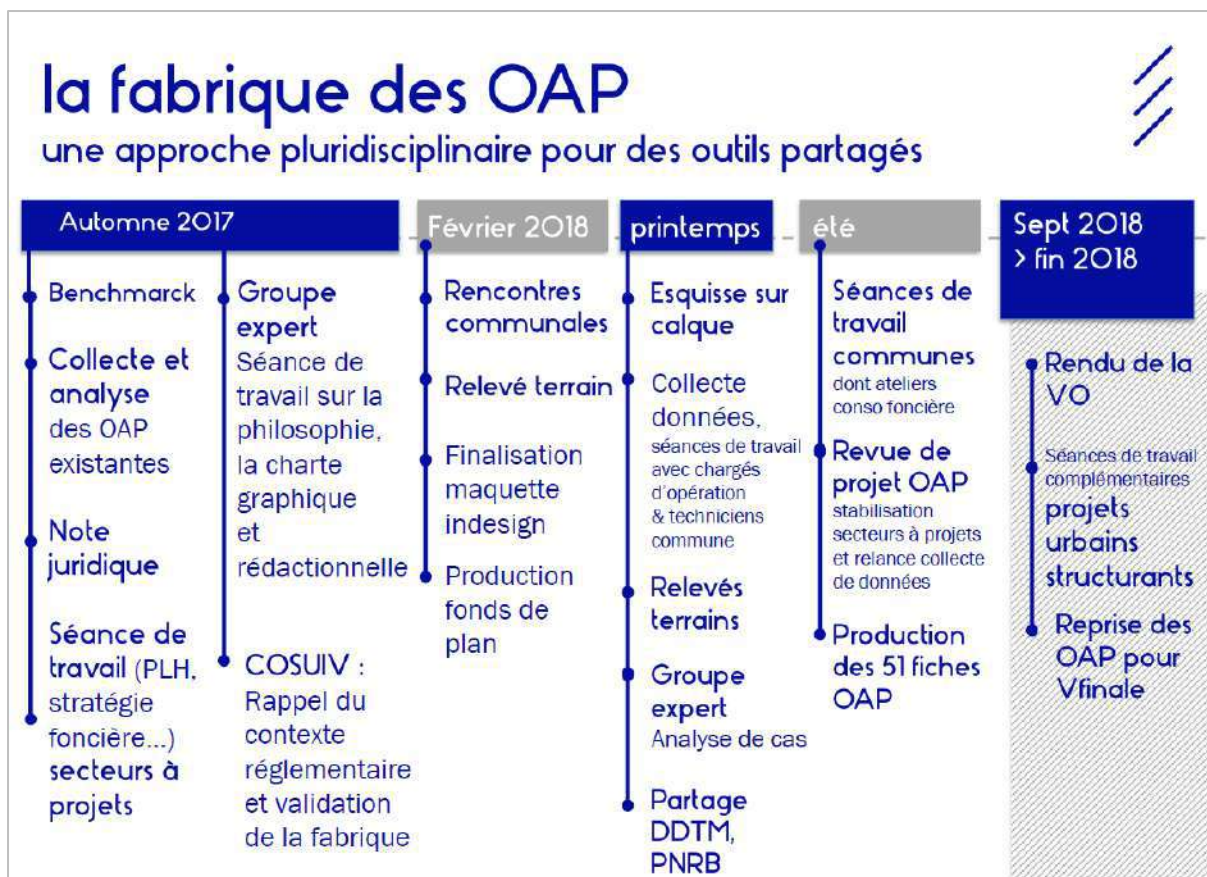 la fabrique des OAP
une approche pluridisciplinaire pour des outils partagés
Automne 2017
Benchmarck
Collecte et
analyse
des OAP
existantes
Note
juridique
Séance de
travail (PLH,
stratégie
foncière...)
secteurs à
projets
Groupe
expert
Séance de
travail sur la
philosophie,
la charte
graphique
et
rédactionnelle
COSUIV :
Rappel du
contexte
réglementaire
et validation
de la fabrique
Février 2018
Rencontres
communales
Relevé terrain
Finalisation
maquette
indesign
Production
fonds de
plan
printemps
Esquisse sur
calque
Collecte
données,
séances de travail
avec chargés
d'opération
& techniciens
commune
Relevés
terrains
Groupe
expert
Analyse de cas
Partage
DDTM,
PNRB
été
Séances de
travail
communes
dont ateliers
conso foncière
Revue de
projet OAP
stabilisation
secteurs à projets
et relance collecte
de données
Production
des 51 fiches
OAP
Sept 2018
> fin 2018
Rendu de la
VO
Séances de travail
complémentaires
projets
urbains
structurants
Reprise des
OAP pour
Vfinale